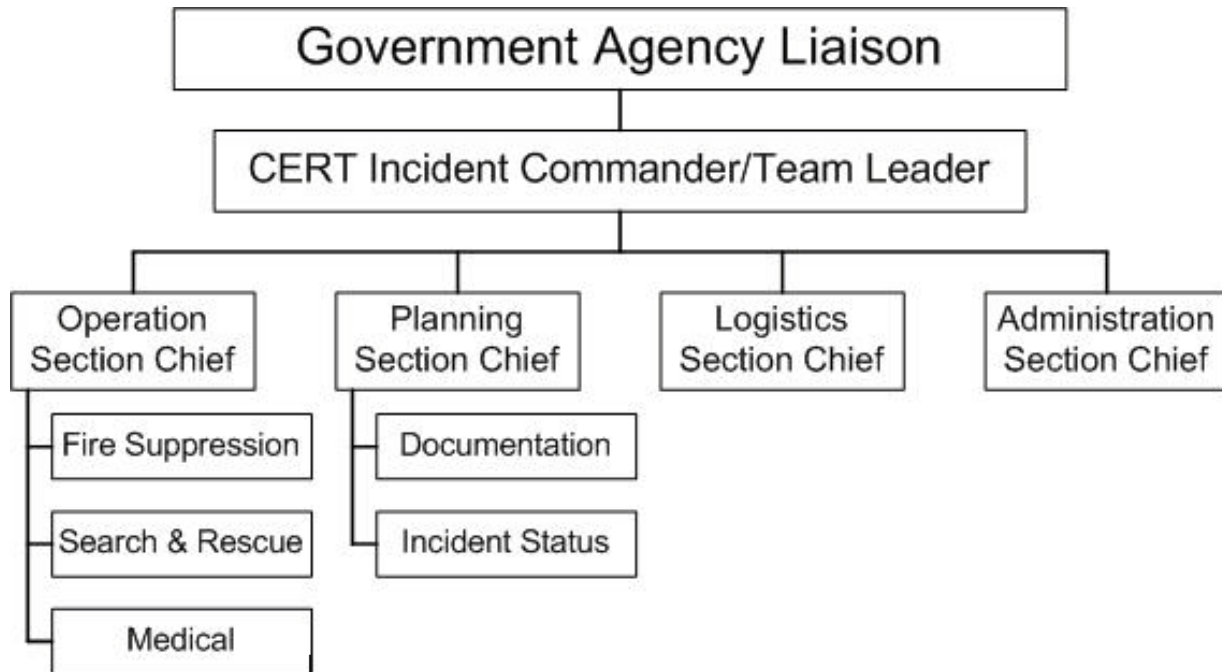 Government Agency Liaison
CERT Incident Commander/Team Leader
Operation
Section Chief
Planning
Section Chief
Logistics
Section Chief
Administration
Section Chief
Fire Suppression
Documentation
Search & Rescue
Incident Status
Medical